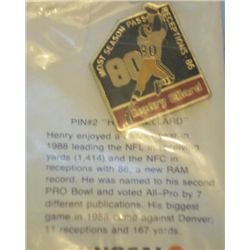 MOST SEASON PASS RECEPTIONS '86
80
80
Henry Ellard
PIN#2 "H
Henry enjoyed a
1988 leading the NFL in
yards (1,414) and the NFC in
receptions with 86, a new RAM
record. He was named to his second
PRO Bowl and voted All-Pro by 7
different publications. His biggest
game in 1988 came against Denver:
11 receptions and 167 yards.